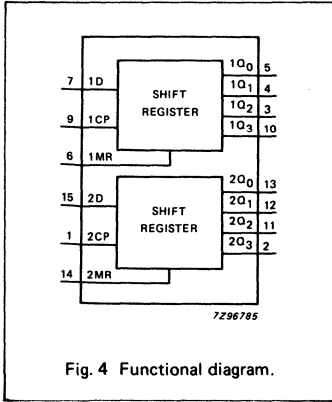 7 1D
9 1CP
6 1MR
SHIFT
REGISTER
1Q0 5
1Q1 4
1Q2 3
1Q3 10
15 2D
1 2CP
14 2MR
SHIFT
REGISTER
2Q0 13
2Q1 12
2Q2 11
2Q3 2
7Z96785
Fig. 4 Functional diagram.